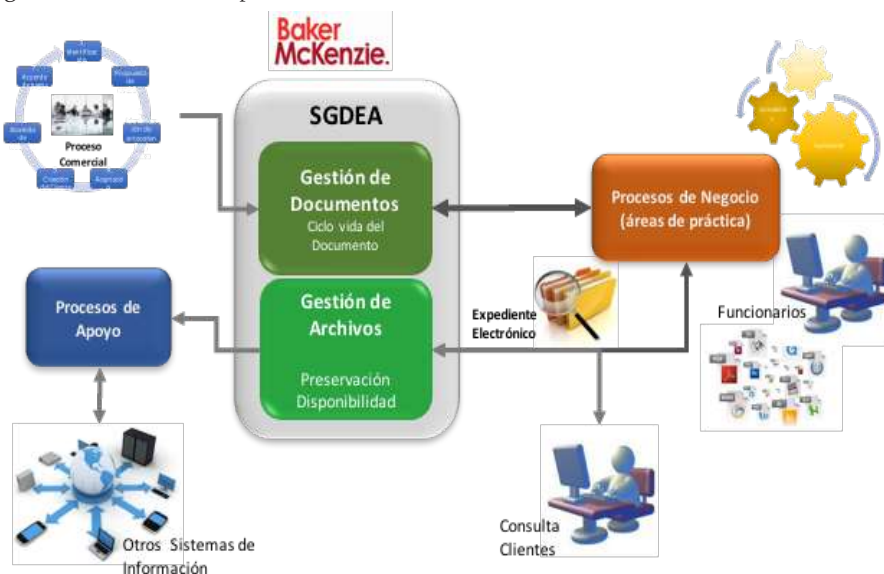 Baker
McKenzie.
Proceso
Comercial
SGDEA
Gestión de
Documentos
Ciclo vida del
Documento
Gestión de
Archivos
Preservación
Disponibilidad
Procesos de Negocio
(áreas de práctica)
Procesos de
Apoyo
Expediente
Electrónico
Funcionarios
Otros Sistemas de
Información
Consulta
Clientes